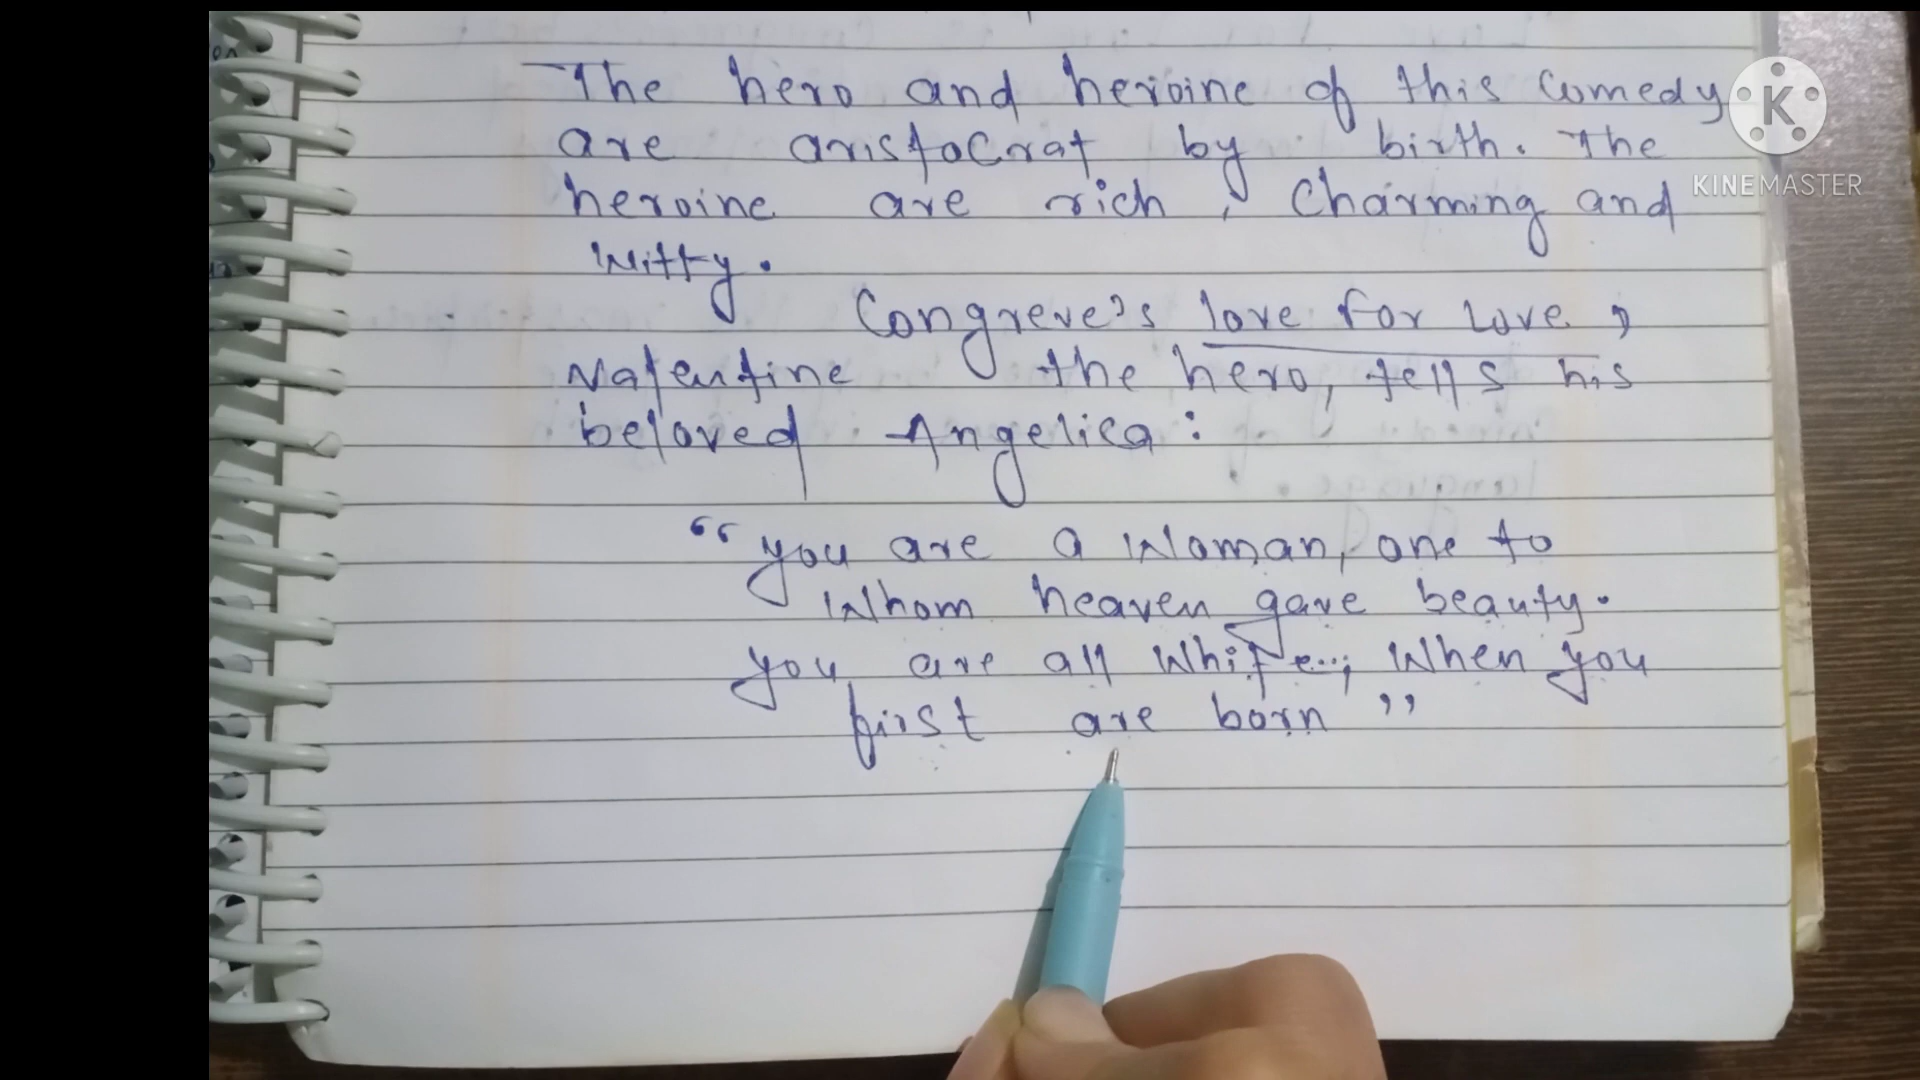 The hero and heroine of this Comedy
are aristocrat by birth. The
heroine are rich, Charming and
Witty.
Congreve's love for Love,
Valentine the hero, tells his
beloved Angelica:
“you are a Woman, one to
Whom heaven gave beauty.
you are all White...; When you
first are born”
K
KINEMASTER